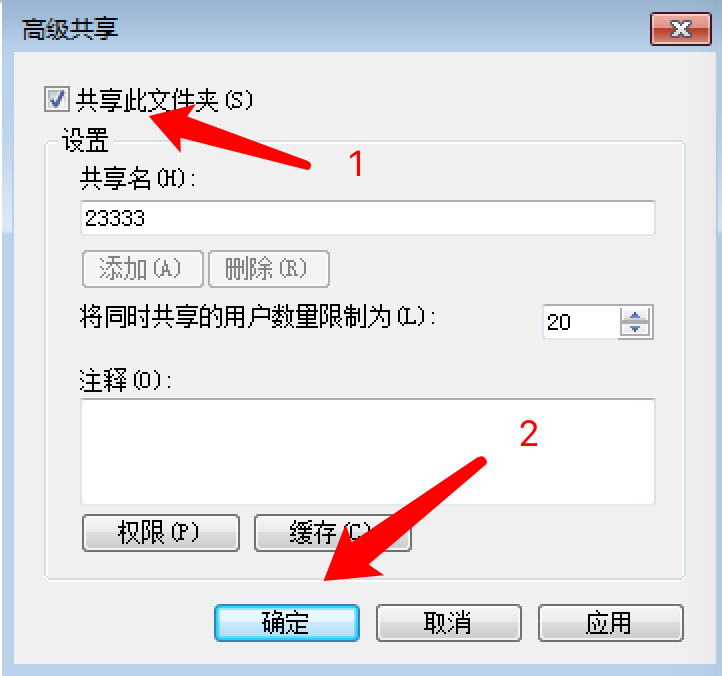 高级共享
共享此文件夹(S)
1
设置
共享名(H):
23333
添加(A) 删除(R)
将同时共享的用户数量限制为(L): 20
注释(O):
2
权限(P) 缓存(C)
确定 取消 应用